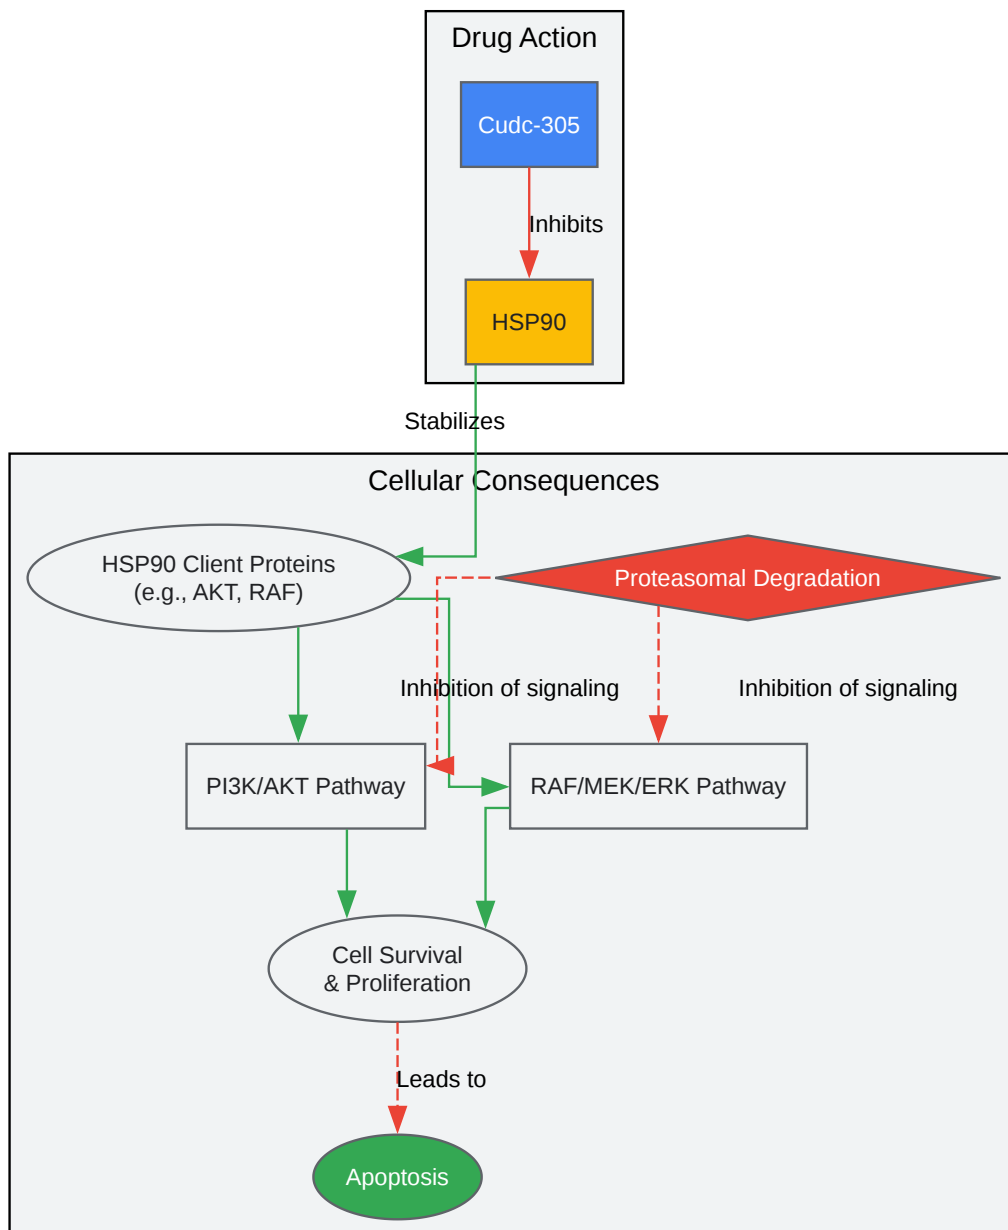 Drug Action
Cudc-305
Inhibits
HSP90
Stabilizes
Cellular Consequences
HSP90 Client Proteins
(e.g., AKT, RAF)
Proteasomal Degradation
Inhibition of signaling
Inhibition of signaling
PI3K/AKT Pathway
RAF/MEK/ERK Pathway
Cell Survival
& Proliferation
Leads to
Apoptosis